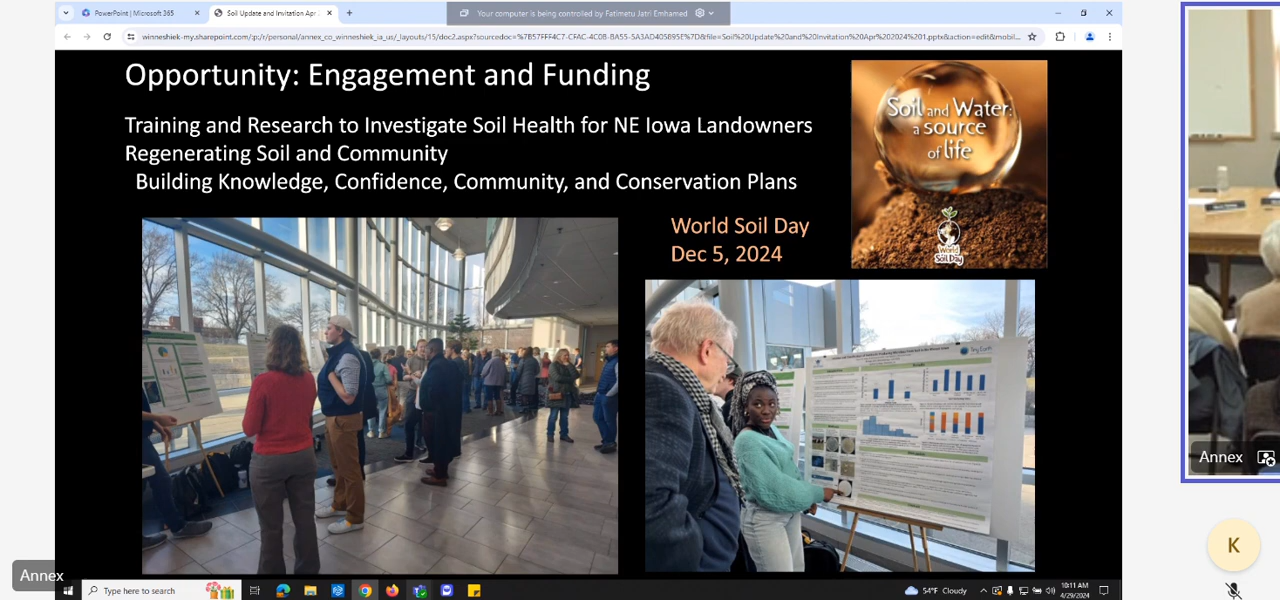 PowerPoint | Microsoft 365
Soil Update and Invitation Apr
Your computer is being controlled by Fatimetu Jatri Emhamed
winneshiek-my.sharepoint.com/:p:/r/personal/annex_co_winneshiek_ia_us/_layouts/15/doc2.aspx?sourcedoc=%7B57FFF4C7-CFAC-4C0B-BA55-5A3AD405B95E%7D&file=Soil%20Update%20and%20Invitation%20Apr%202024%201.pptx&action=edit&mobil...
Opportunity: Engagement and Funding
Training and Research to Investigate Soil Health for NE Iowa Landowners
Regenerating Soil and Community
Building Knowledge, Confidence, Community, and Conservation Plans
Soil and Water:
a source
of life
World
Soil Day
World Soil Day
Dec 5, 2024
Annex
K
Annex
Type here to search
54°F Cloudy
10:11 AM
4/29/2024